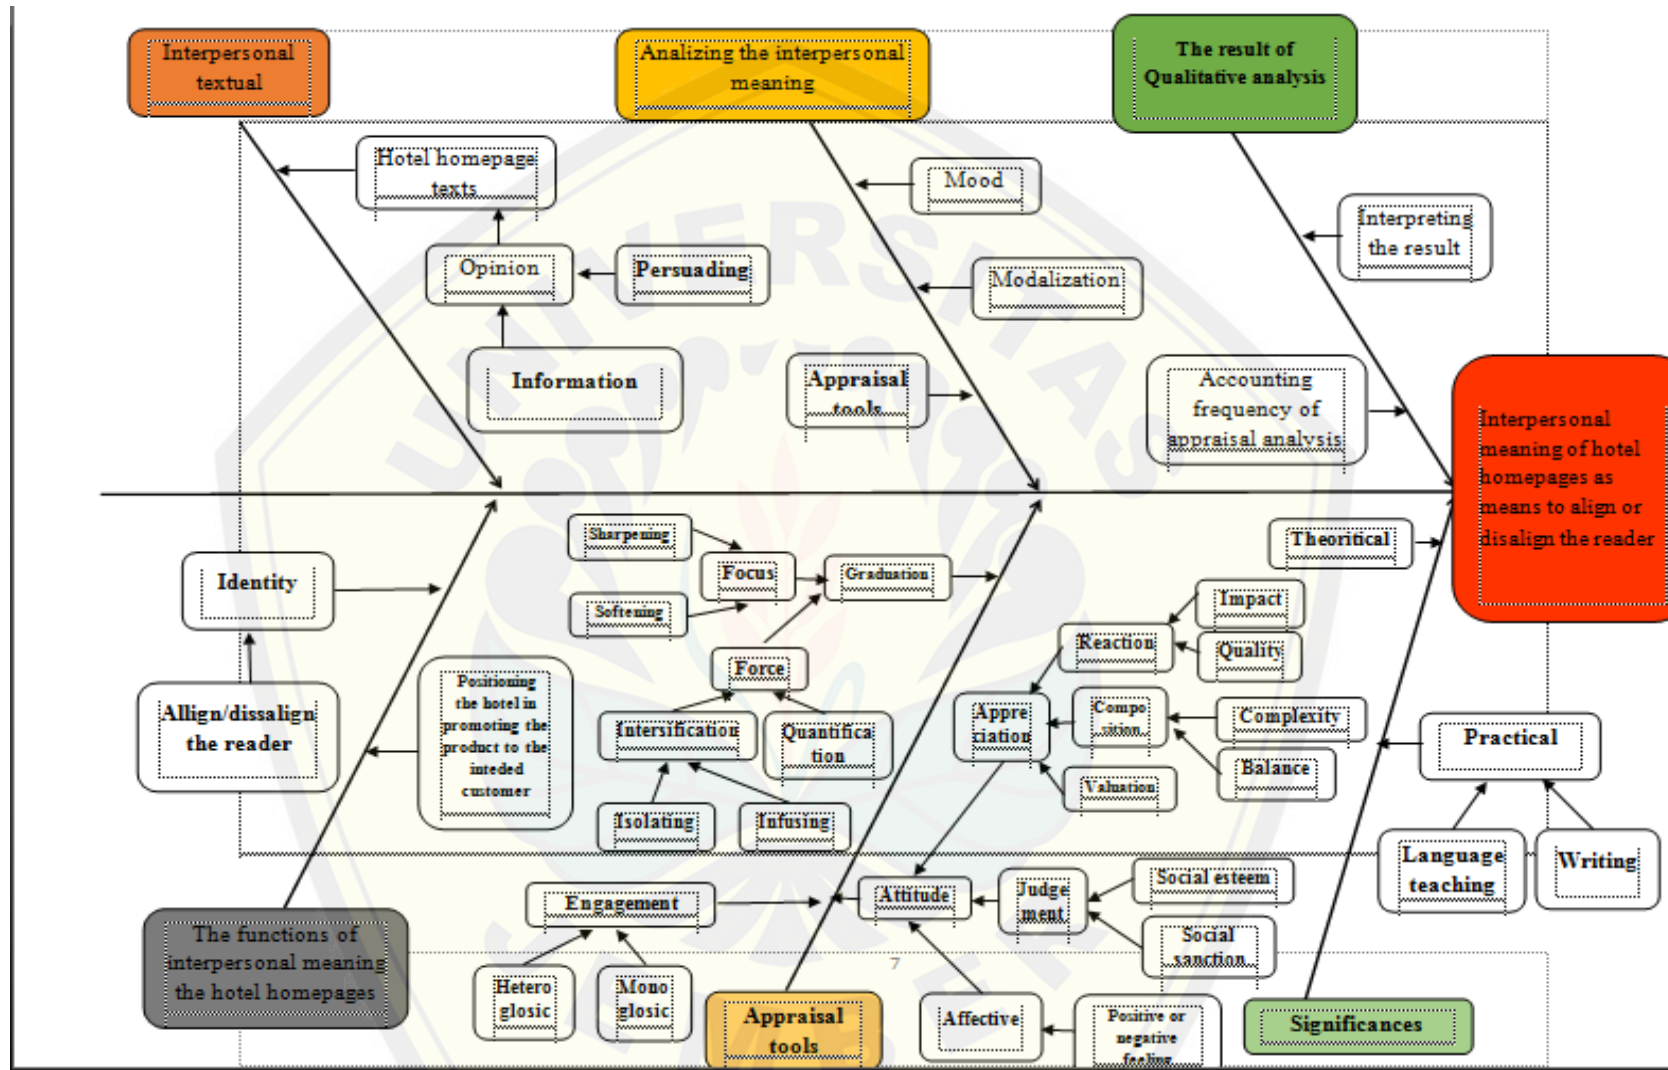 Interpersonal
textual
Analizing the interpersonal
meaning
The result of
Qualitative analysis
Hotel homepage
texts
Mood
Interpreting
the result
Opinion
Persuading
Modalization
Information
Appraisal
tools
Accounting
frequency of
appraisal analysis
Interpersonal
meaning of hotel
homepages as
means to align or
disalign the reader
Sharpening
Focus
Graduation
Softening
Theoritical
Identity
Impact
Reaction
Quality
Force
Allign/dissalign
the reader
Positioning
the hotel in
promoting the
product to the
inteded
customer
Intersification
Quantifica
tion
Appre
ciation
Compo
sition
Complexity
Balance
Valuation
Practical
Isolating
Infusing
Language
teaching
Writing
Engagement
Attitude
Judge
ment
Social esteem
Social
sanction
The functions of
interpersonal meaning
the hotel homepages
Hetero
glosic
Mono
glosic
7
Appraisal
tools
Affective
Positive or
negative
feeling
Significances
UNIVERSITAS
JEMBER